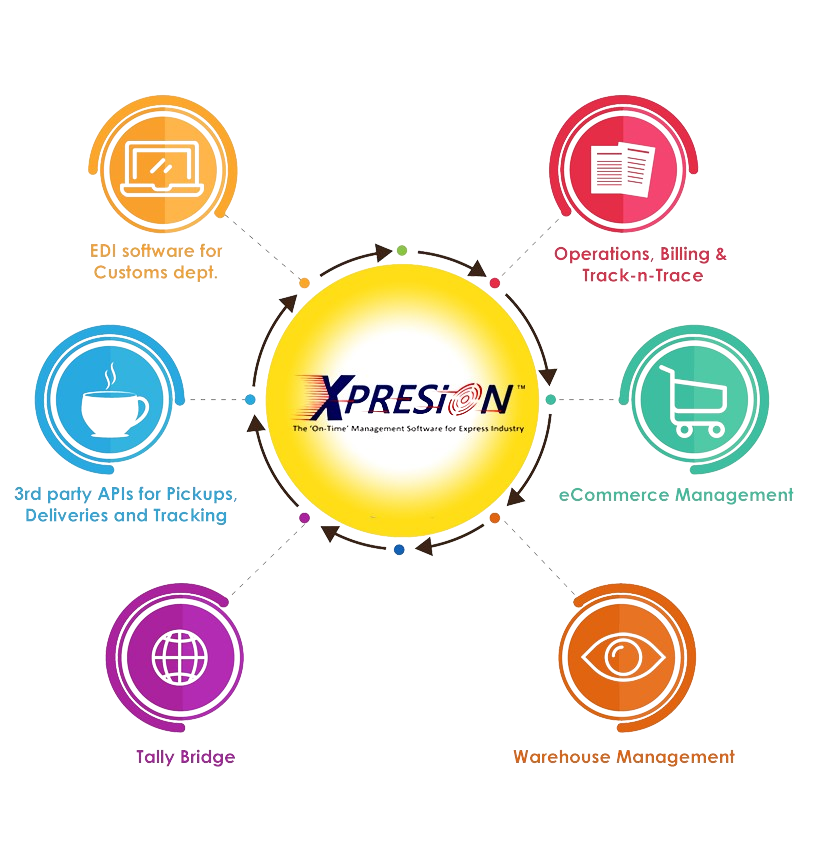 EDI software for
Customs dept.
Operations, Billing &
Track-n-Trace
XPRESiON™
The 'On-Time' Management Software for Express Industry
3rd party APIs for Pickups,
Deliveries and Tracking
eCommerce Management
Tally Bridge
Warehouse Management